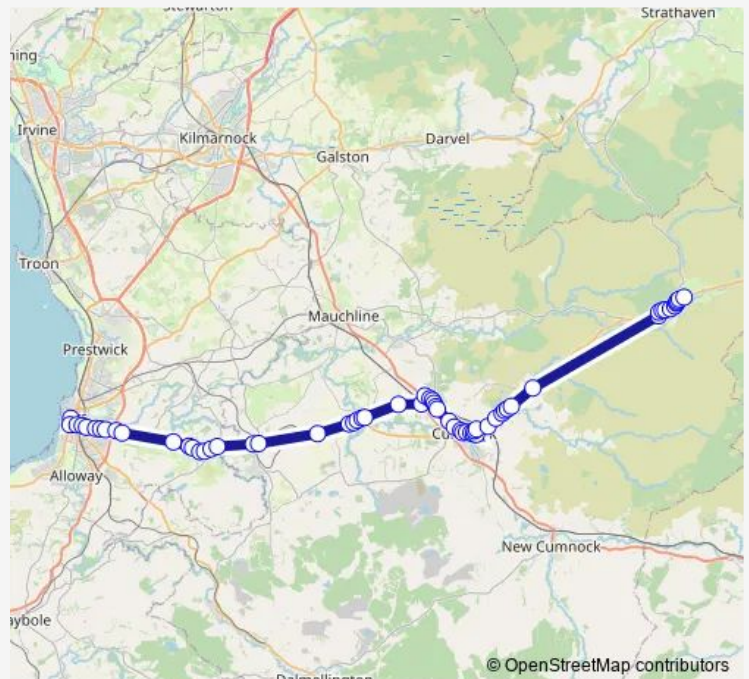 Strathaven
Irvine
Kilmarnock
Darvel
Galston
Troon
Mauchline
Prestwick
Alloway
New Cumnock
© OpenStreetMap contributors